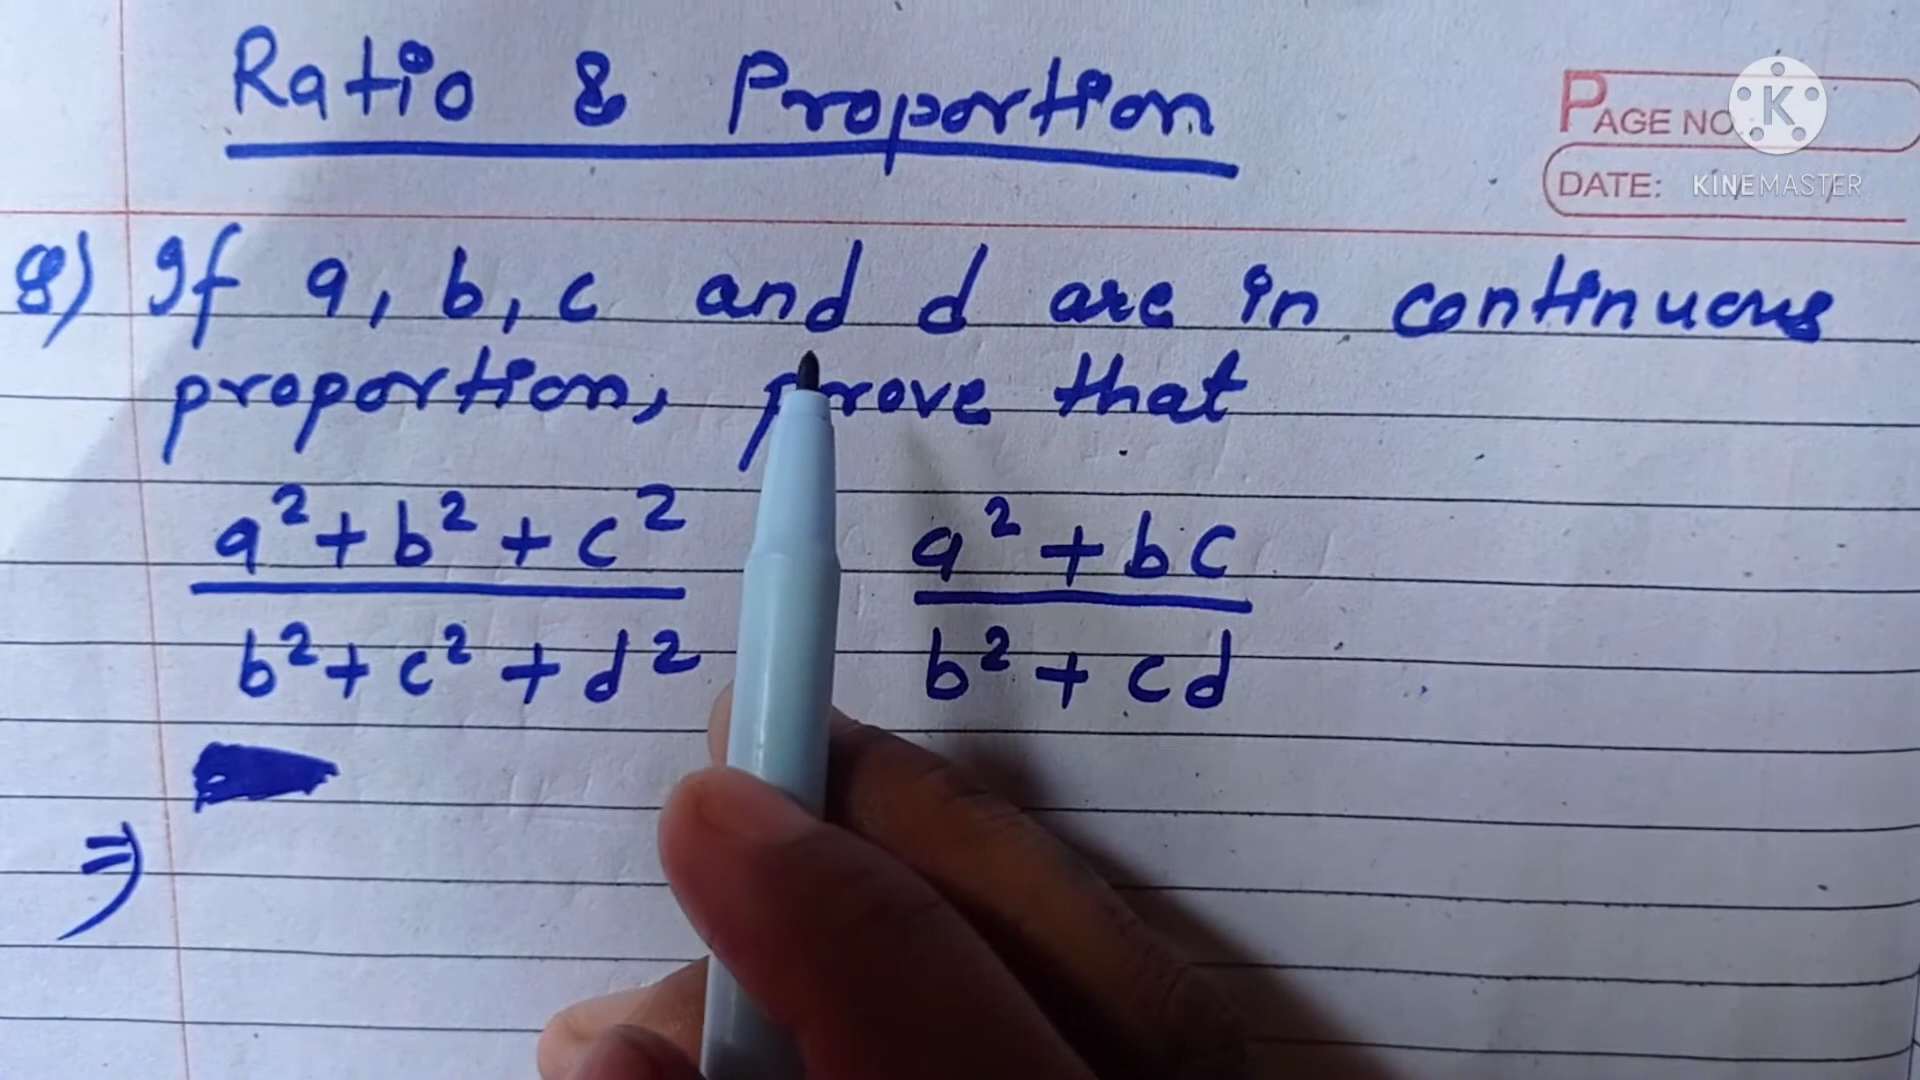 Ratio & Proportion
PAGE NO.:
DATE:
K
KINEMASTER
8) If a, b, c and d are in continuous
proportion, prove that
a² + b² + c²
a² + bc
b² + c² + d²
b² + cd
⇒